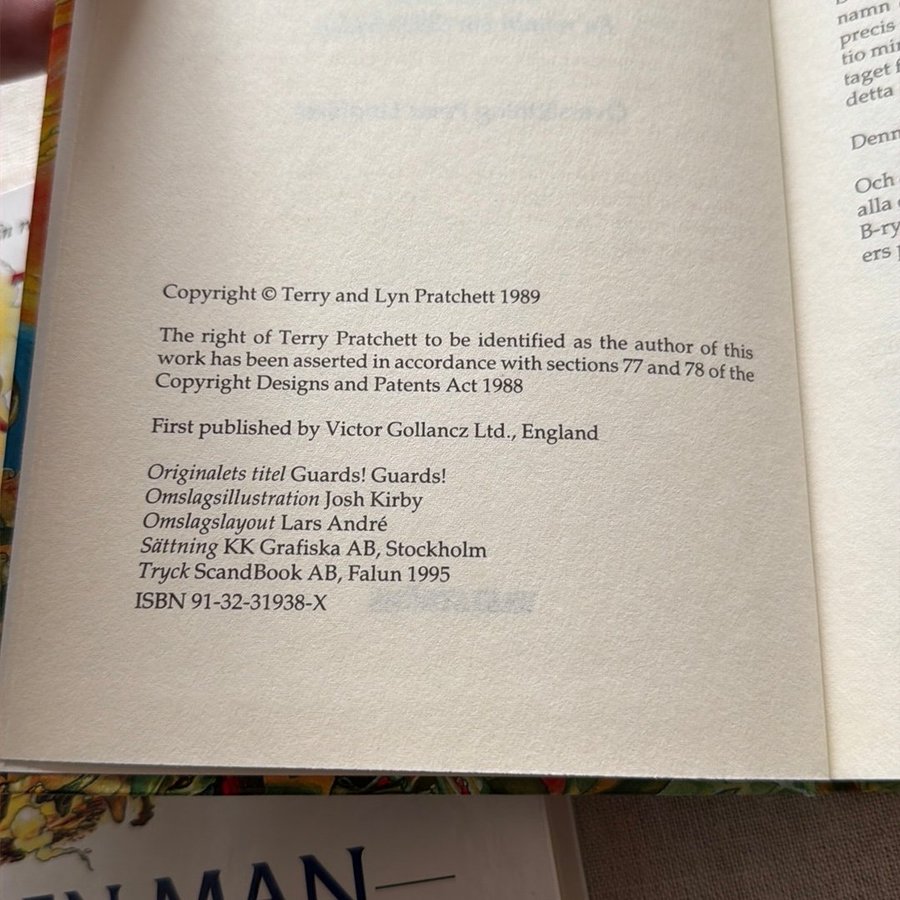 Copyright © Terry and Lyn Pratchett 1989
The right of Terry Pratchett to be identified as the author of this
work has been asserted in accordance with sections 77 and 78 of the
Copyright Designs and Patents Act 1988
First published by Victor Gollancz Ltd., England
Originalets titel Guards! Guards!
Omslagsillustration Josh Kirby
Omslagslayout Lars André
Sättning KK Grafiska AB, Stockholm
Tryck ScandBook AB, Falun 1995
ISBN 91-32-31938-X
namn
precis
tio
taget
detta
Och
alla
B-ry
ers
MAN